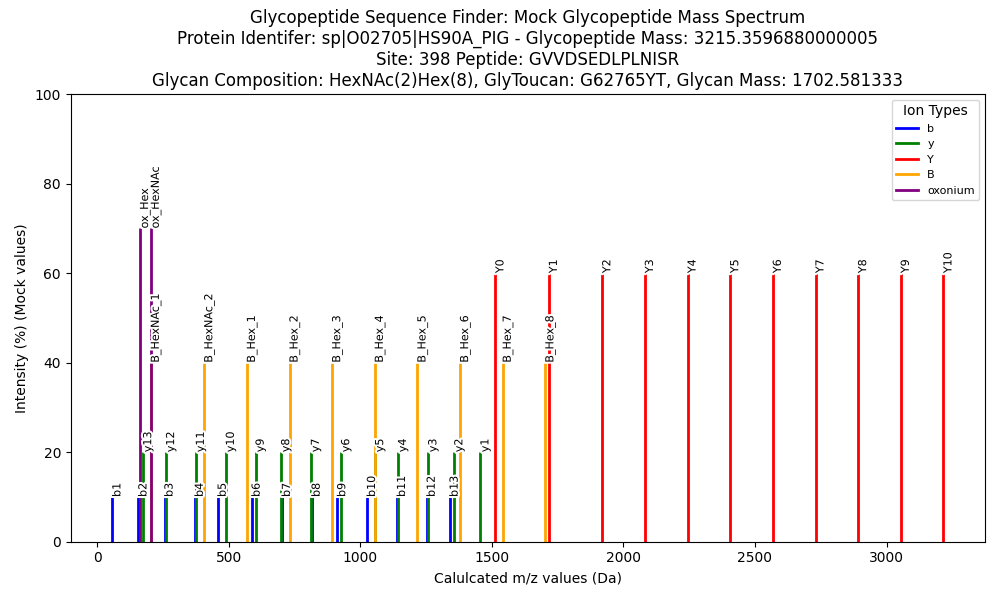 Glycopeptide Sequence Finder: Mock Glycopeptide Mass Spectrum
Protein Identifer: sp|O02705|HS90A_PIG - Glycopeptide Mass: 3215.3596880000005
Site: 398 Peptide: GVVDSEDLPLNISR
Glycan Composition: HexNAc(2)Hex(8), GlyToucan: G62765YT, Glycan Mass: 1702.581333
Intensity (%) (Mock values)
100
80
60
40
20
0
Ion Types
b
y
Y
B
oxonium
ox_Hex
ox_HexNAc
Y0
Y1
Y2
Y3
Y4
Y5
Y6
Y7
Y8
Y9
Y10
B_HexNAc_1
B_HexNAc_2
B_Hex_1
B_Hex_2
B_Hex_3
B_Hex_4
B_Hex_5
B_Hex_6
B_Hex_7
B_Hex_8
y13
y12
y11
y10
y9
y8
y7
y6
y5
y4
y3
y2
y1
b1
b2
b3
b4
b5
b6
b7
b8
b9
b10
b11
b12
b13
0
500
1000
1500
2000
2500
3000
Calulcated m/z values (Da)